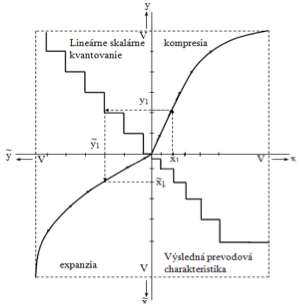 y
V
Lineárne skalárne
kvantovanie
kompresia
y₁
ỹ₁
ỹ
V
x₁
V
x
x̃₁
expanzia
V
Výsledná prevodová
charakteristika
x̃